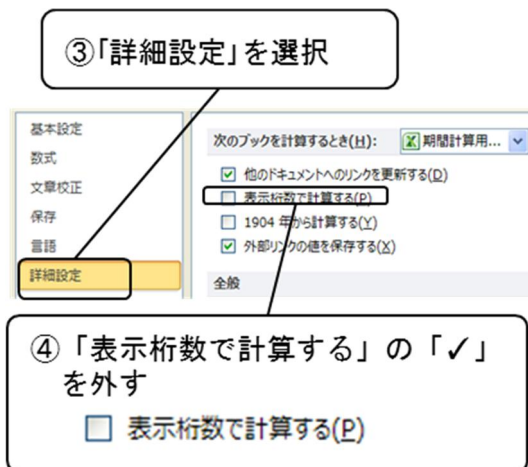 ③「詳細設定」を選択
基本設定
数式
文章校正
保存
言語
詳細設定
次のブックを計算するとき(H): 期間計算用...
他のドキュメントへのリンクを更新する(D)
表示桁数で計算する(P)
1904 年から計算する(Y)
外部リンクの値を保存する(X)
全般
④「表示桁数で計算する」の「✓」
を外す
表示桁数で計算する(P)